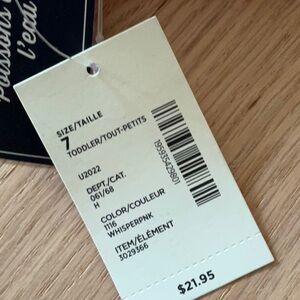 l'eau
SIZE/TAILLE
7
TODDLER/TOUT-PETITS
U2022
DEPT./CAT.
061/68
H
COLOR/COULEUR
1116
WHISPERPNK
ITEM/ÉLÉMENT
3029366
195935429801
$21.95